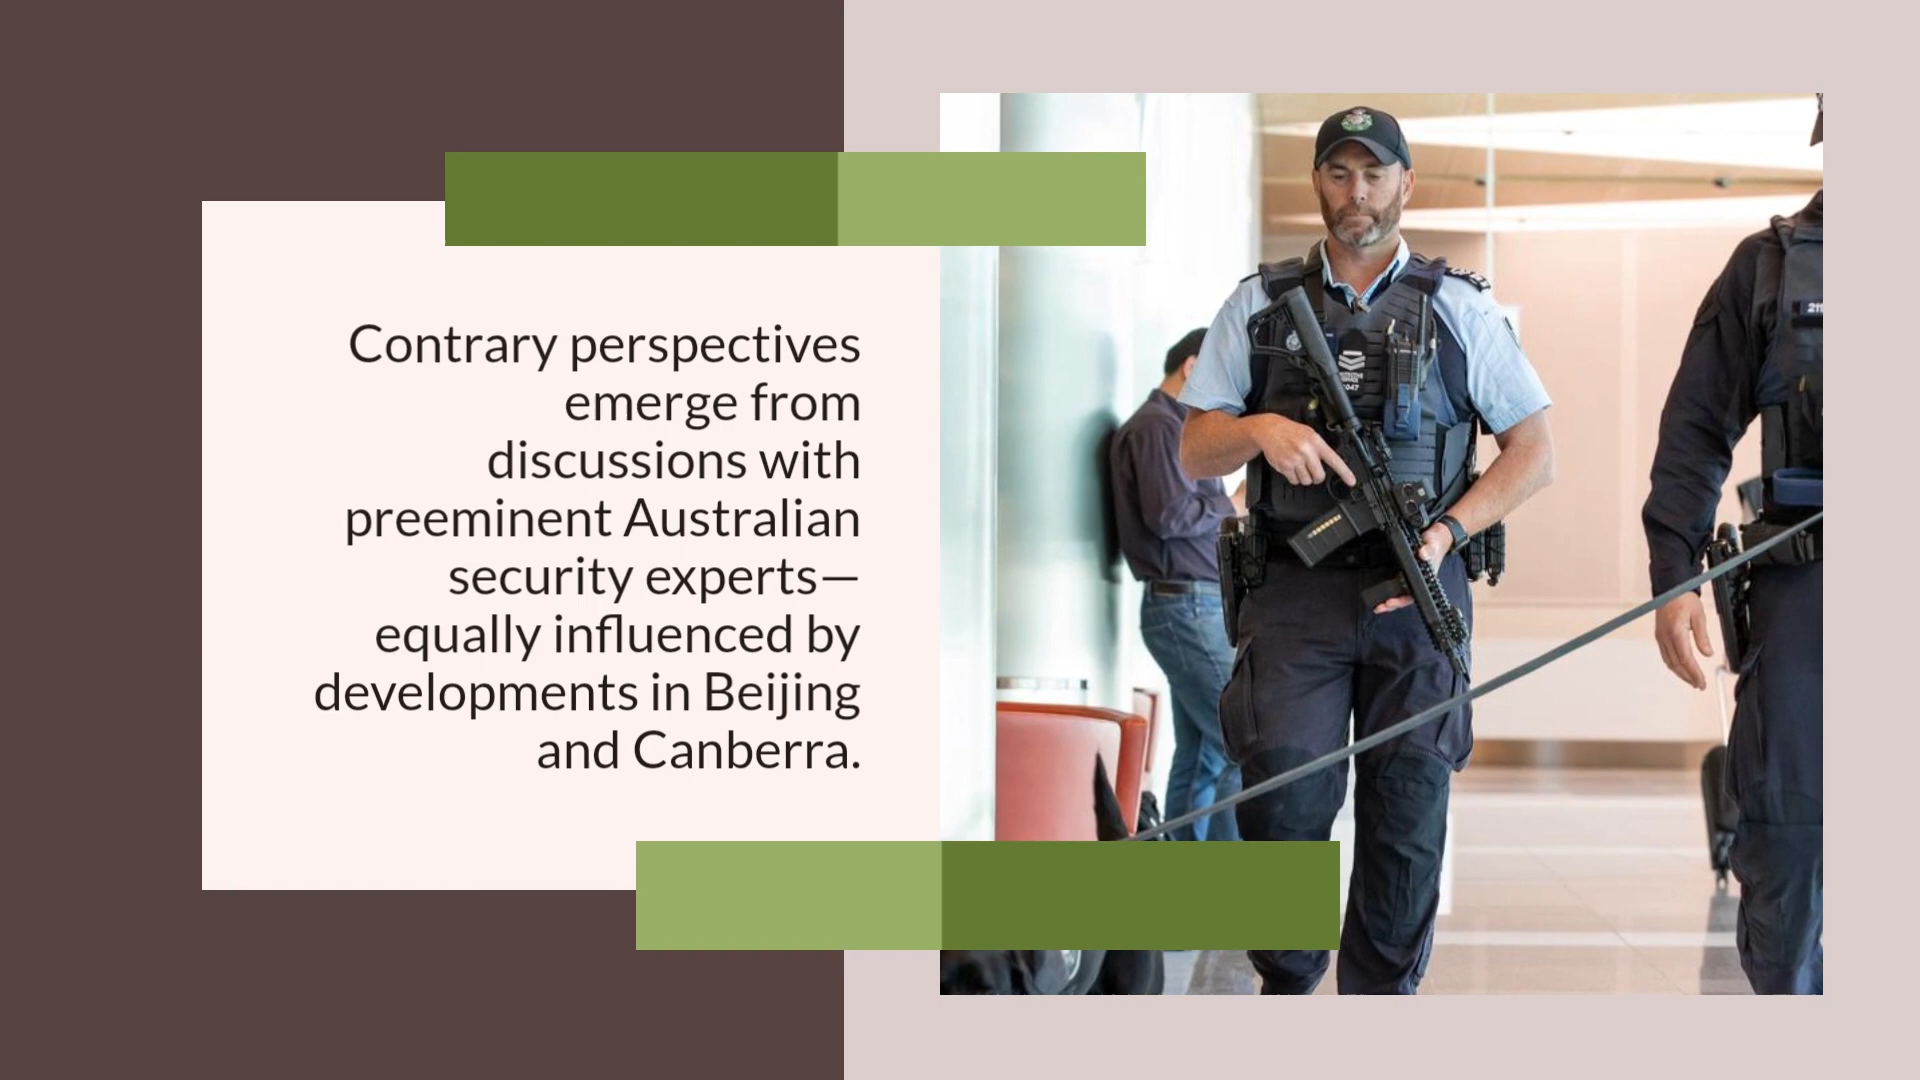 Contrary perspectives
emerge from
discussions with
preeminent Australian
security experts—
equally influenced by
developments in Beijing
and Canberra.